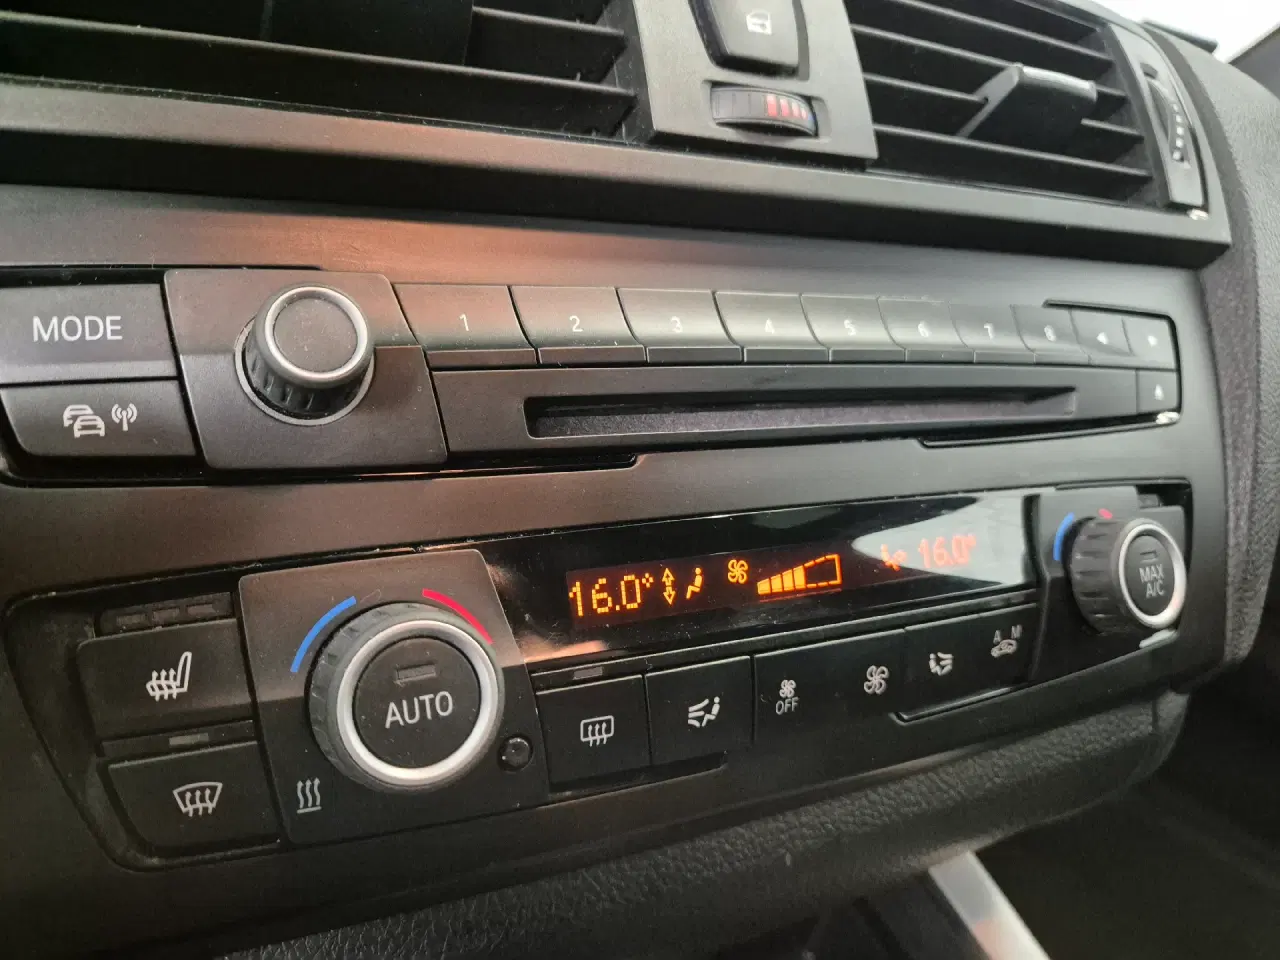 MODE
1 2 3 4 5 6 7 8
16.0° 16.0°
MAX
A/C
A M
AUTO
OFF